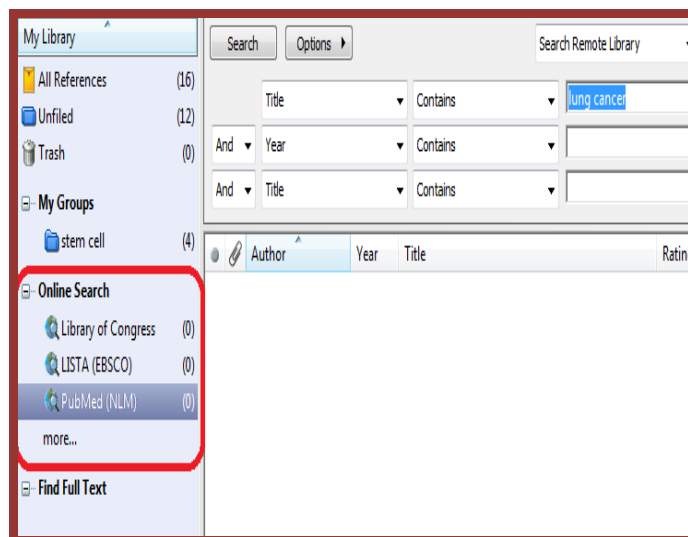 My Library
All References (16)
Unfiled (12)
Trash (0)
My Groups
stem cell (4)
Online Search
Library of Congress (0)
LISTA (EBSCO) (0)
PubMed (NLM) (0)
more...
Find Full Text
Search Options Search Remote Library
Title Contains lung cancer
And Year Contains
And Title Contains
Author Year Title Ratin